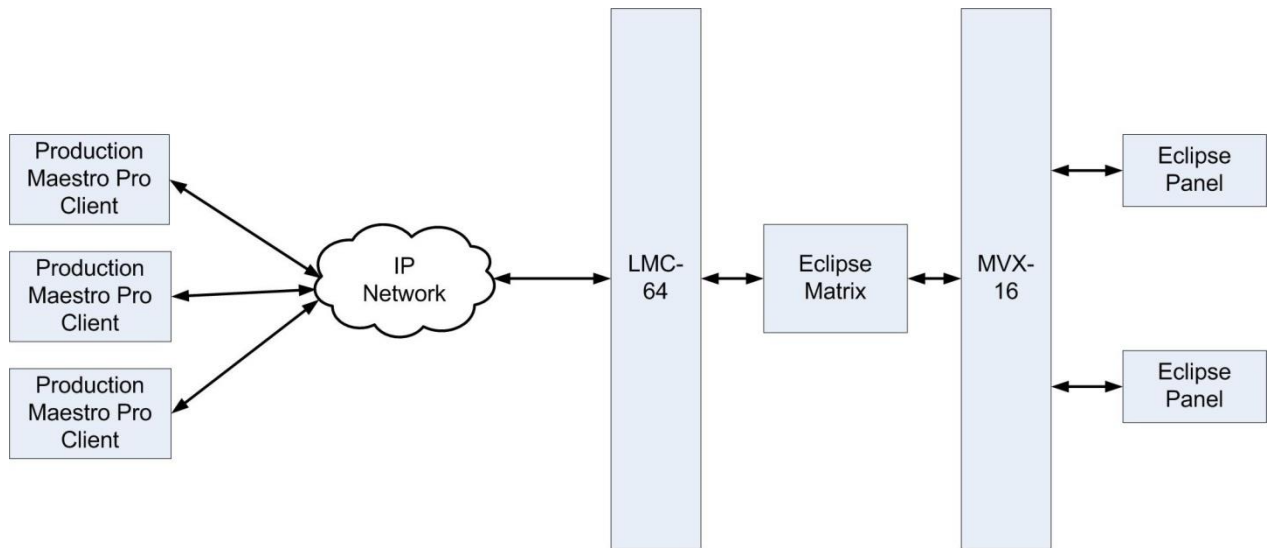 Production
Maestro Pro
Client
Production
Maestro Pro
Client
Production
Maestro Pro
Client
IP
Network
LMC-
64
Eclipse
Matrix
MVX-
16
Eclipse
Panel
Eclipse
Panel